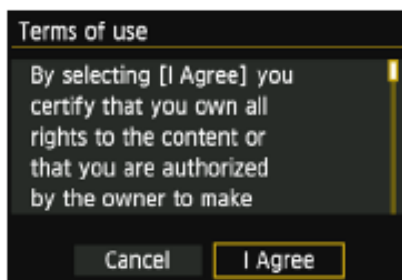 Terms of use
By selecting [I Agree] you
certify that you own all
rights to the content or
that you are authorized
by the owner to make
Cancel I Agree